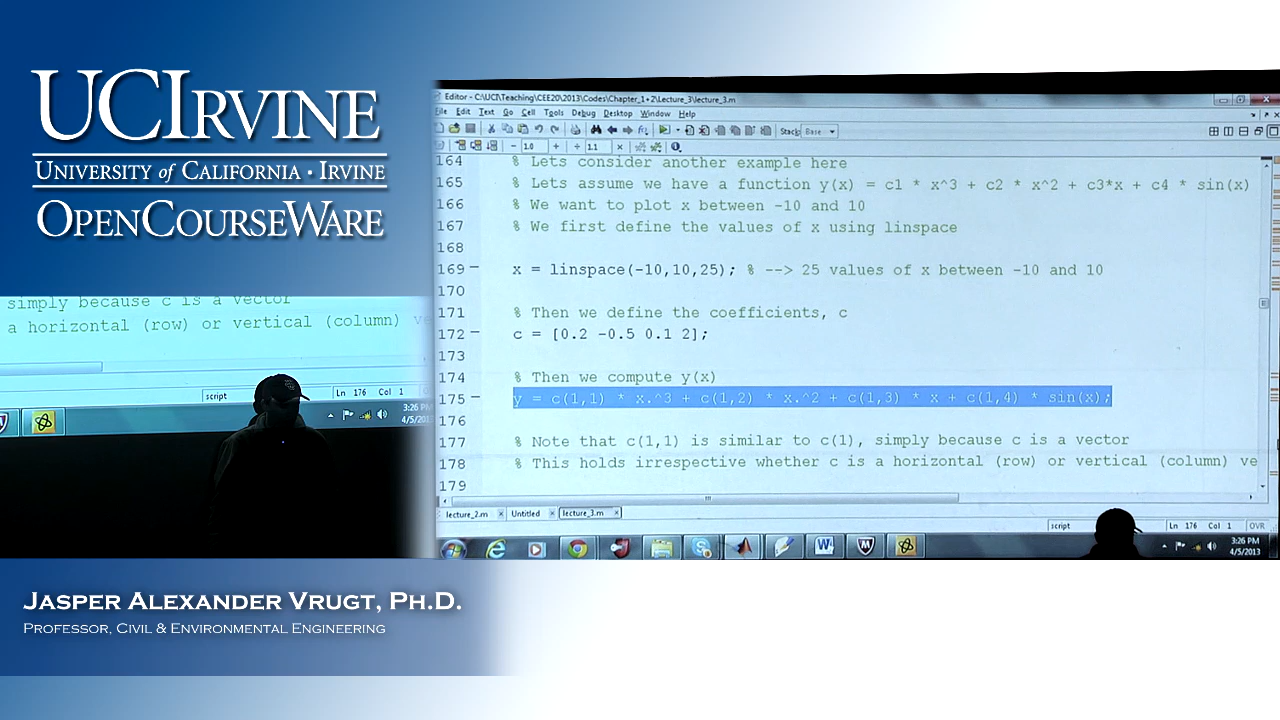 UCIRVINE
UNIVERSITY of CALIFORNIA · IRVINE
OPENCOURSEWARE
simply because c is a vector
a horizontal (row) or vertical (column) ve
script
Ln 176 Col 1
3:26 PM
4/5/2013
JASPER ALEXANDER VRUGT, PH.D.
PROFESSOR, CIVIL & ENVIRONMENTAL ENGINEERING
Editor - C:\UCI\Teaching\CEE20\2013\Codes\Chapter_1+2\Lecture_3\lecture_3.m
File Edit Text Go Cell Tools Debug Desktop Window Help
Stack: Base
- 1.0 + ÷ 1.1 ×
164 % Lets consider another example here
165 % Lets assume we have a function y(x) = c1 * x^3 + c2 * x^2 + c3*x + c4 * sin(x)
166 % We want to plot x between -10 and 10
167 % We first define the values of x using linspace
168
169 - x = linspace(-10,10,25); % --> 25 values of x between -10 and 10
170
171 % Then we define the coefficients, c
172 - c = [0.2 -0.5 0.1 2];
173
174 % Then we compute y(x)
175 - y = c(1,1) * x.^3 + c(1,2) * x.^2 + c(1,3) * x + c(1,4) * sin(x);
176
177 % Note that c(1,1) is similar to c(1), simply because c is a vector
178 % This holds irrespective whether c is a horizontal (row) or vertical (column) ve
179
lecture_2.m × Untitled × lecture_3.m ×
script Ln 176 Col 1 OVR
3:26 PM
4/5/2013